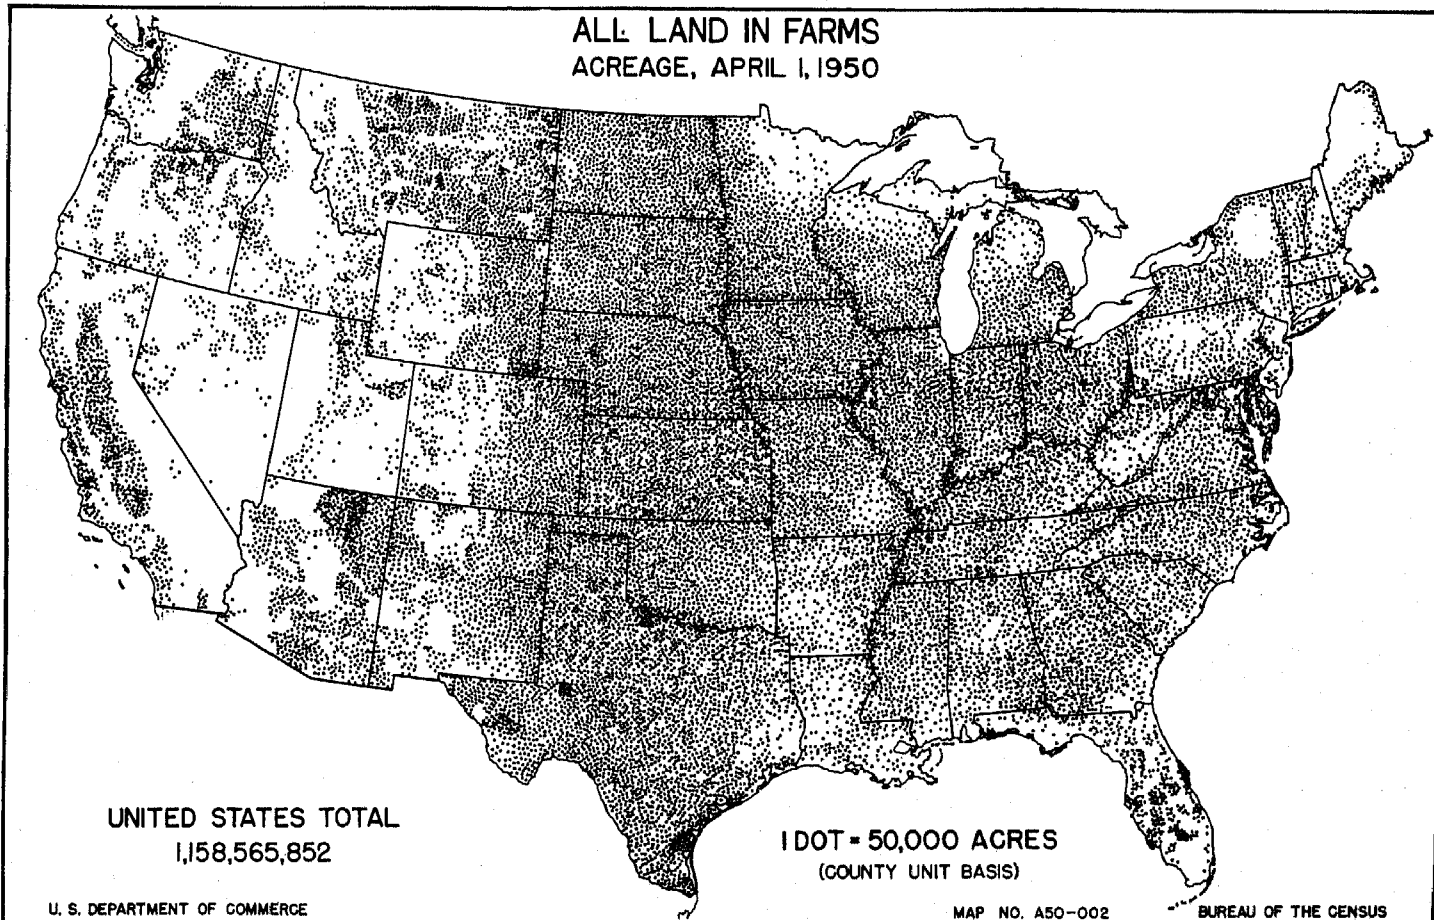 ALL LAND IN FARMS
ACREAGE, APRIL 1, 1950
UNITED STATES TOTAL
1,158,565,852
1 DOT = 50,000 ACRES
(COUNTY UNIT BASIS)
U. S. DEPARTMENT OF COMMERCE
MAP NO. A50-002
BUREAU OF THE CENSUS